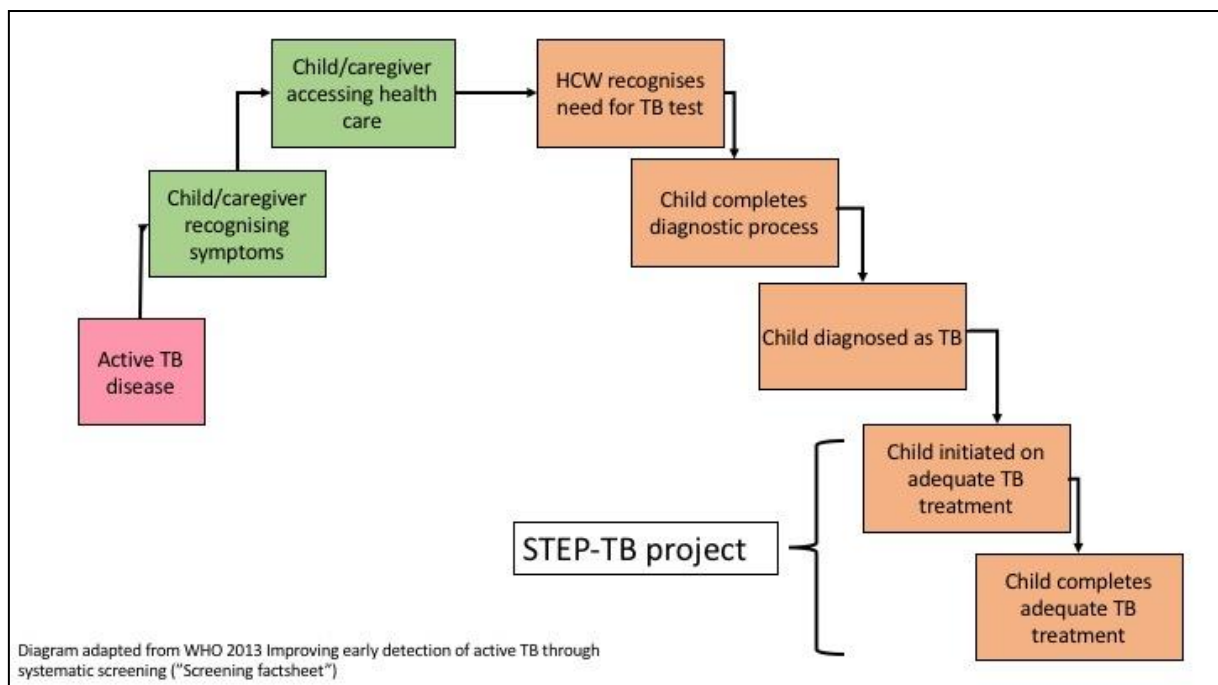 Active TB
disease
Child/caregiver
recognising
symptoms
Child/caregiver
accessing health
care
HCW recognises
need for TB test
Child completes
diagnostic process
Child diagnosed as TB
Child initiated on
adequate TB
treatment
Child completes
adequate TB
treatment
STEP-TB project
Diagram adapted from WHO 2013 Improving early detection of active TB through
systematic screening ("Screening factsheet")